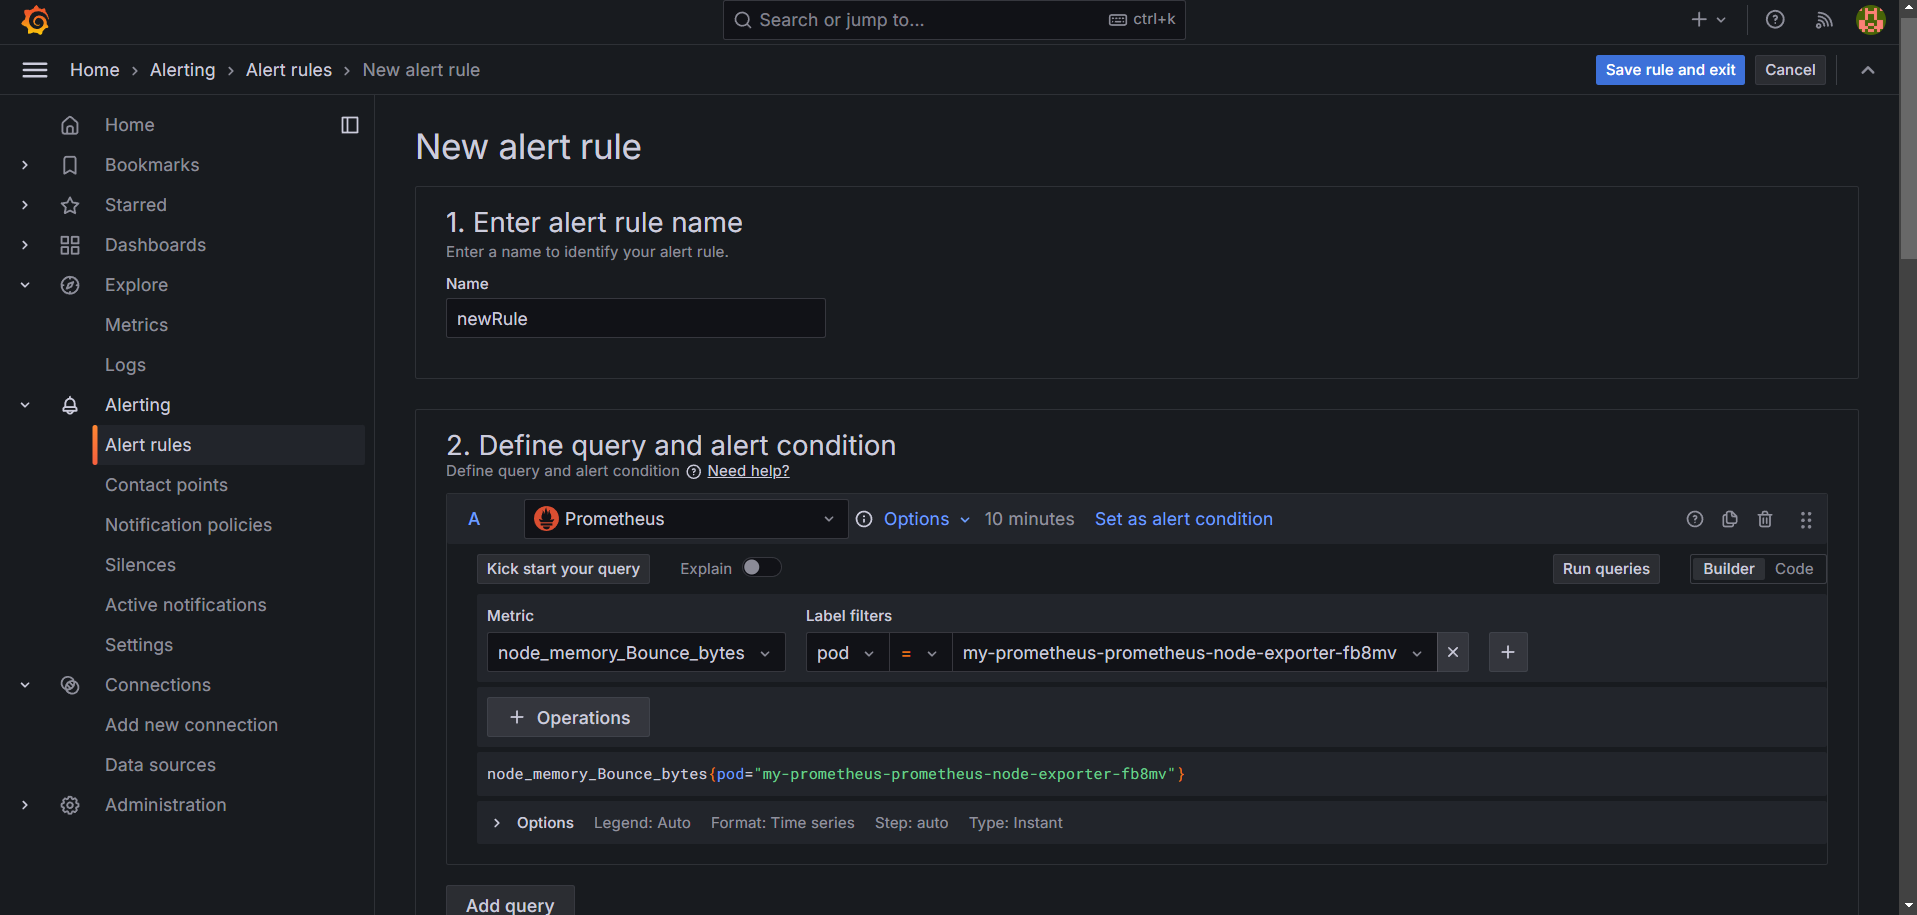 Search or jump to... ctrl+k
Home > Alerting > Alert rules > New alert rule
Save rule and exit Cancel
Home
Bookmarks
Starred
Dashboards
Explore
Metrics
Logs
Alerting
Alert rules
Contact points
Notification policies
Silences
Active notifications
Settings
Connections
Add new connection
Data sources
Administration
New alert rule
1. Enter alert rule name
Enter a name to identify your alert rule.
Name
newRule
2. Define query and alert condition
Define query and alert condition Need help?
A Prometheus Options 10 minutes Set as alert condition
Kick start your query Explain Run queries Builder Code
Metric Label filters
node_memory_Bounce_bytes pod = my-prometheus-prometheus-node-exporter-fb8mv
+ Operations
node_memory_Bounce_bytes{pod="my-prometheus-prometheus-node-exporter-fb8mv"}
Options Legend: Auto Format: Time series Step: auto Type: Instant
Add query